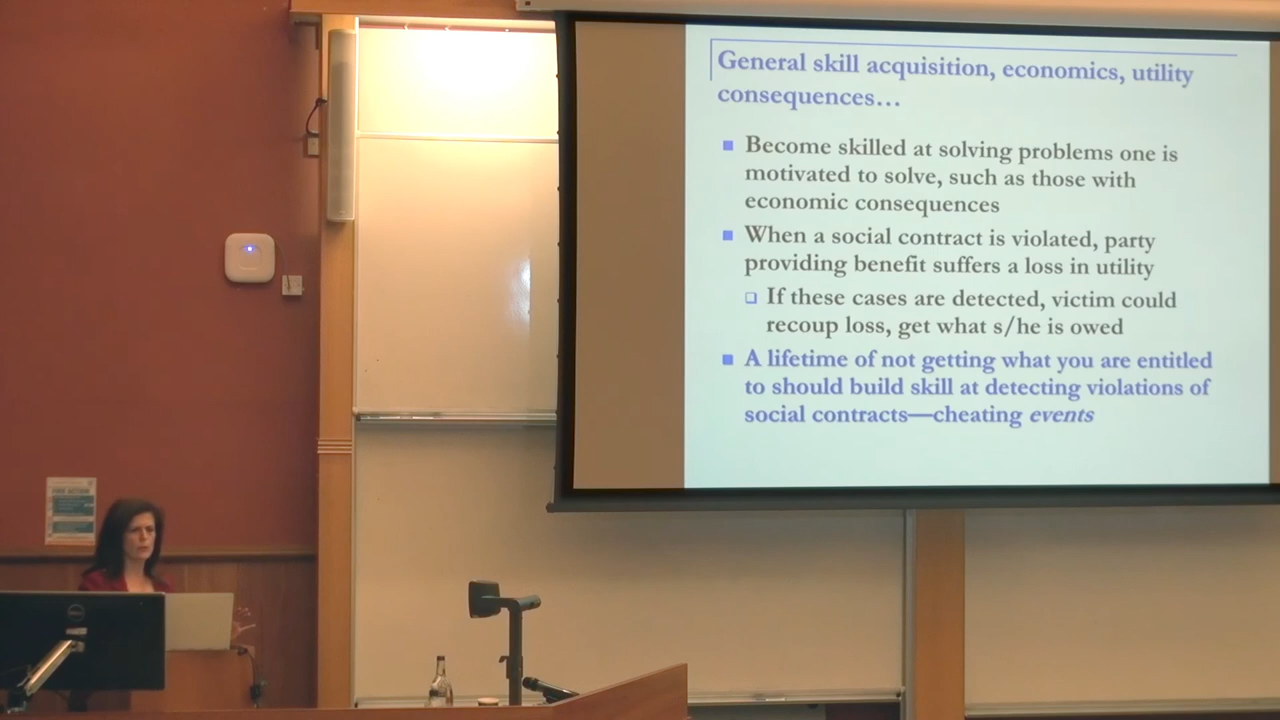 General skill acquisition, economics, utility
consequences…
Become skilled at solving problems one is
motivated to solve, such as those with
economic consequences
When a social contract is violated, party
providing benefit suffers a loss in utility
If these cases are detected, victim could
recoup loss, get what s/he is owed
A lifetime of not getting what you are entitled
to should build skill at detecting violations of
social contracts—cheating events
FIRE ACTION
DELL